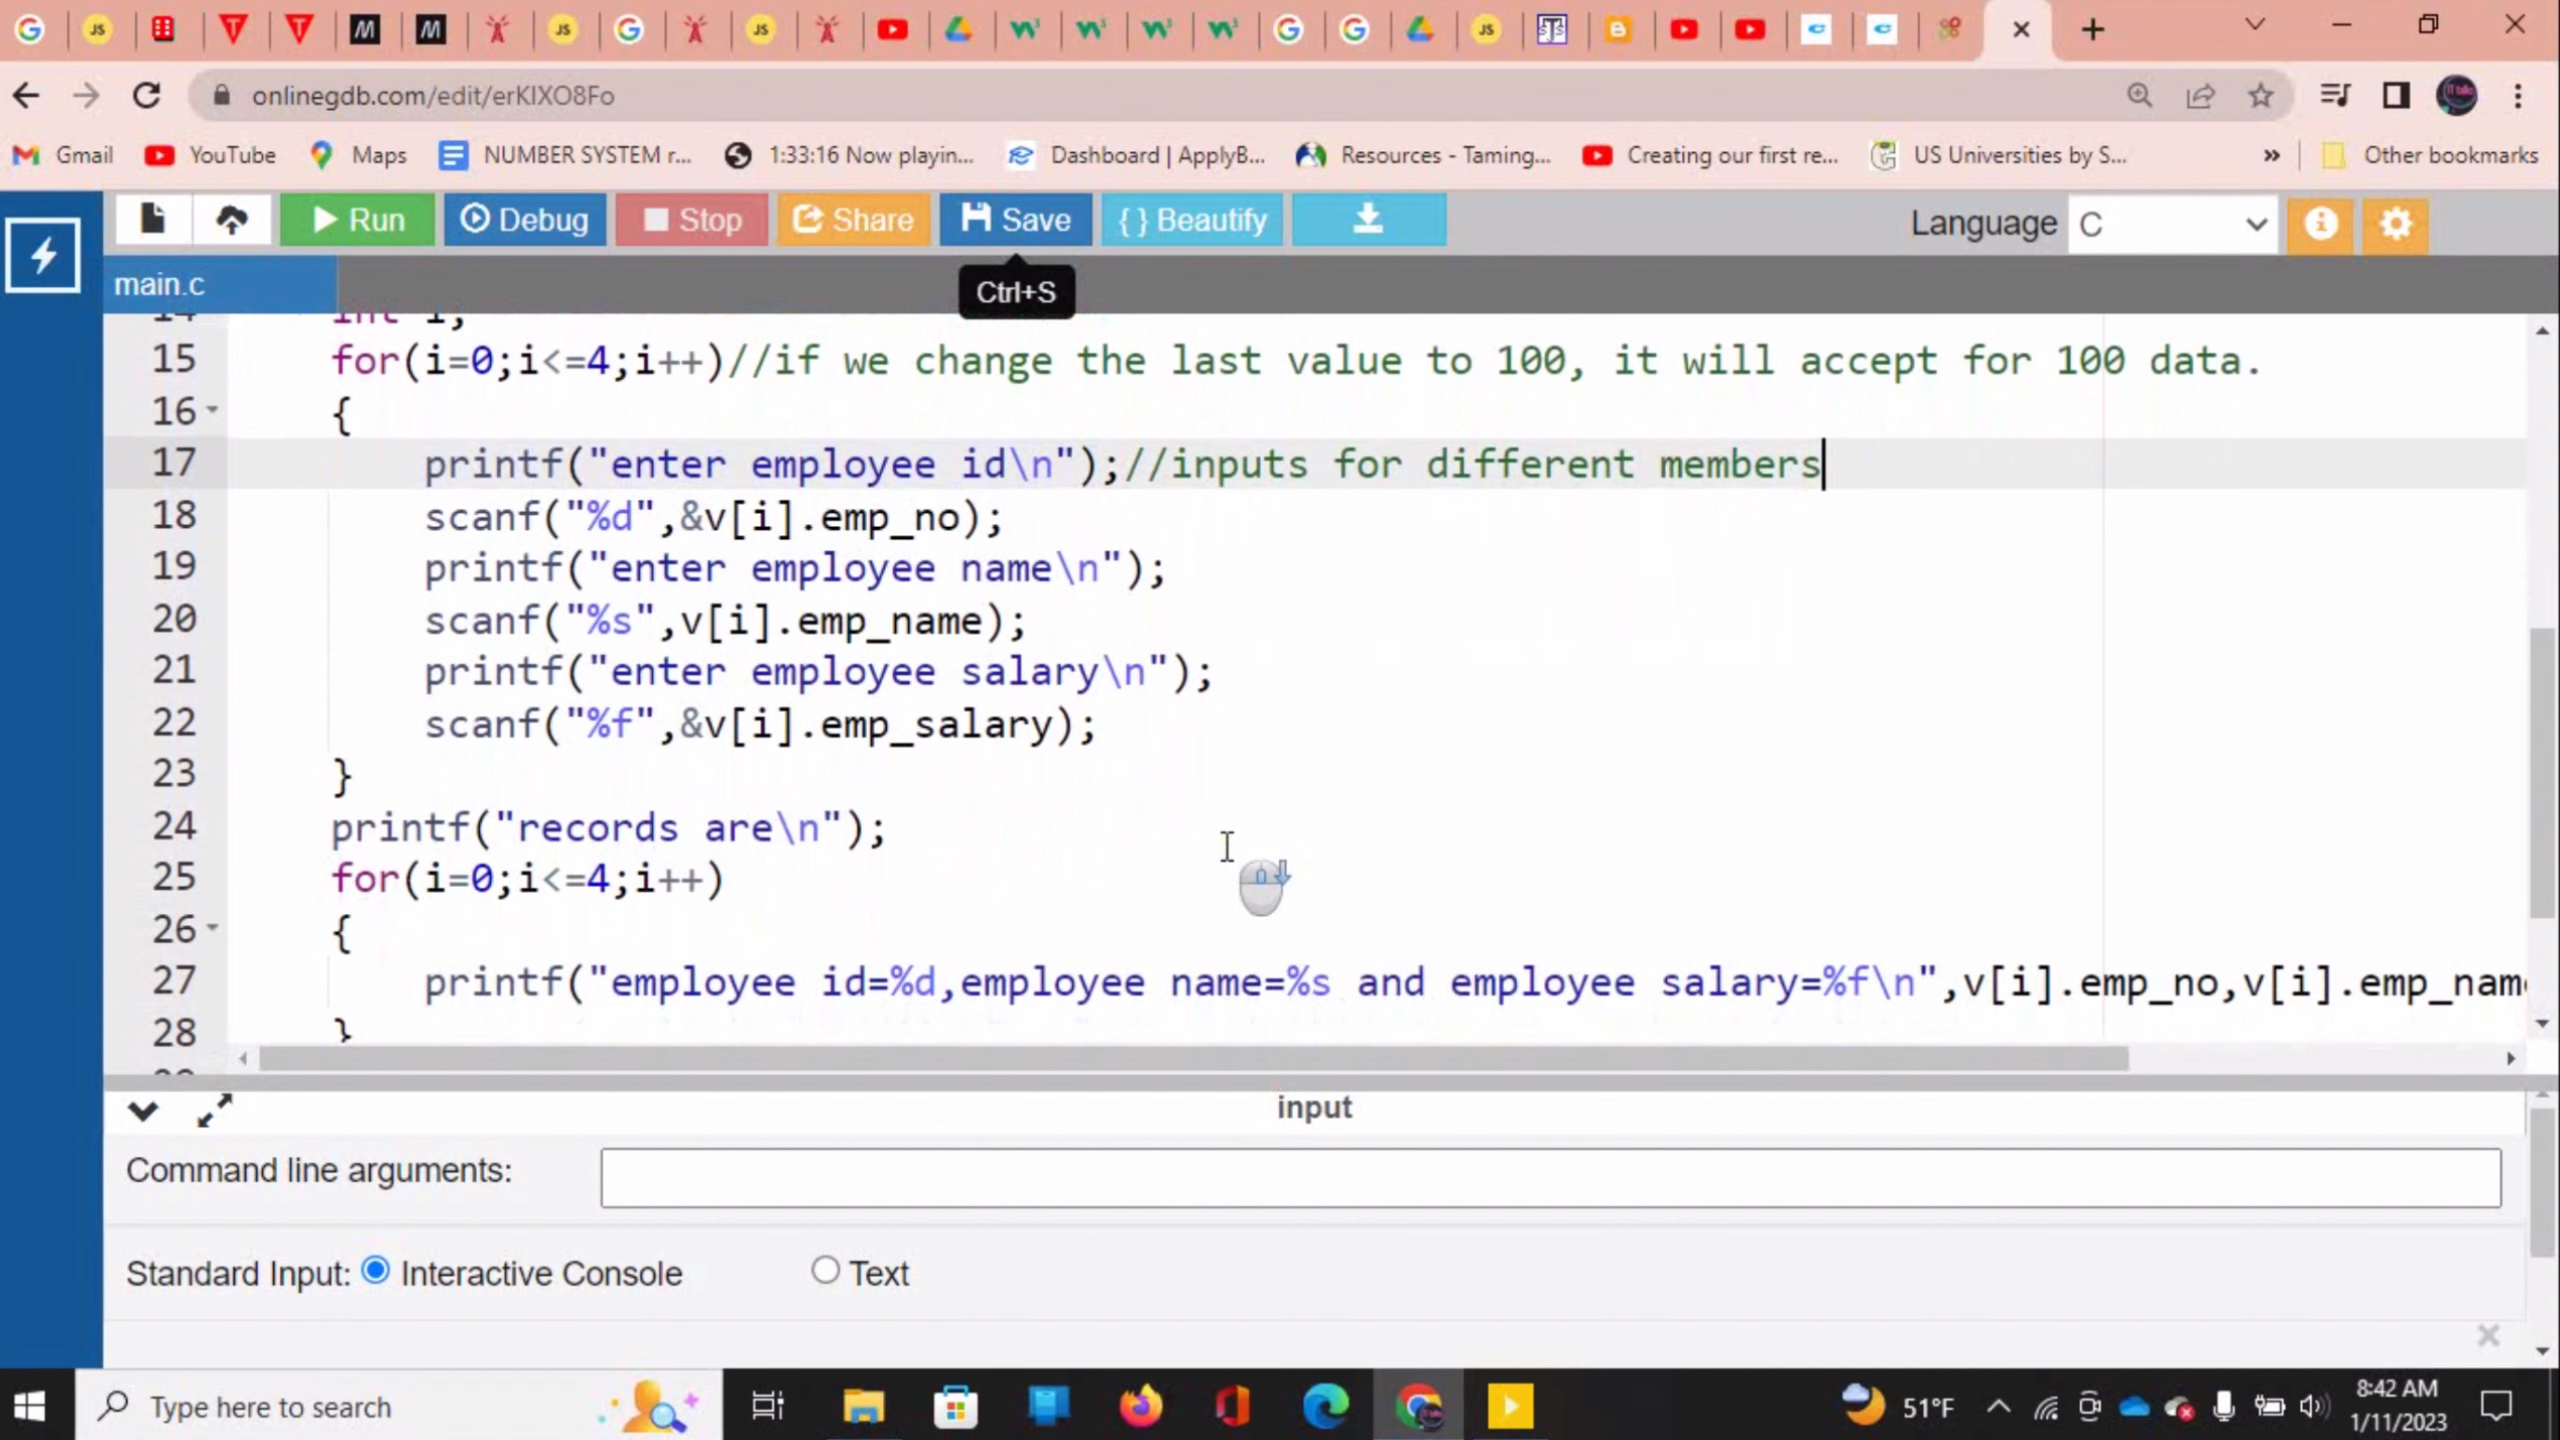 onlinegdb.com/edit/erKIXO8Fo
Gmail YouTube Maps NUMBER SYSTEM r... 1:33:16 Now playin... Dashboard | ApplyB... Resources - Taming... Creating our first re... US Universities by S... » Other bookmarks
Run Debug Stop Share Save { } Beautify Language C
main.c Ctrl+S
14 int i;
15 for(i=0;i<=4;i++)//if we change the last value to 100, it will accept for 100 data.
16 {
17 printf("enter employee id\n");//inputs for different members
18 scanf("%d",&v[i].emp_no);
19 printf("enter employee name\n");
20 scanf("%s",v[i].emp_name);
21 printf("enter employee salary\n");
22 scanf("%f",&v[i].emp_salary);
23 }
24 printf("records are\n");
25 for(i=0;i<=4;i++)
26 {
27 printf("employee id=%d,employee name=%s and employee salary=%f\n",v[i].emp_no,v[i].emp_nam
28 }
input
Command line arguments:
Standard Input: Interactive Console Text
Type here to search 51°F 8:42 AM
1/11/2023